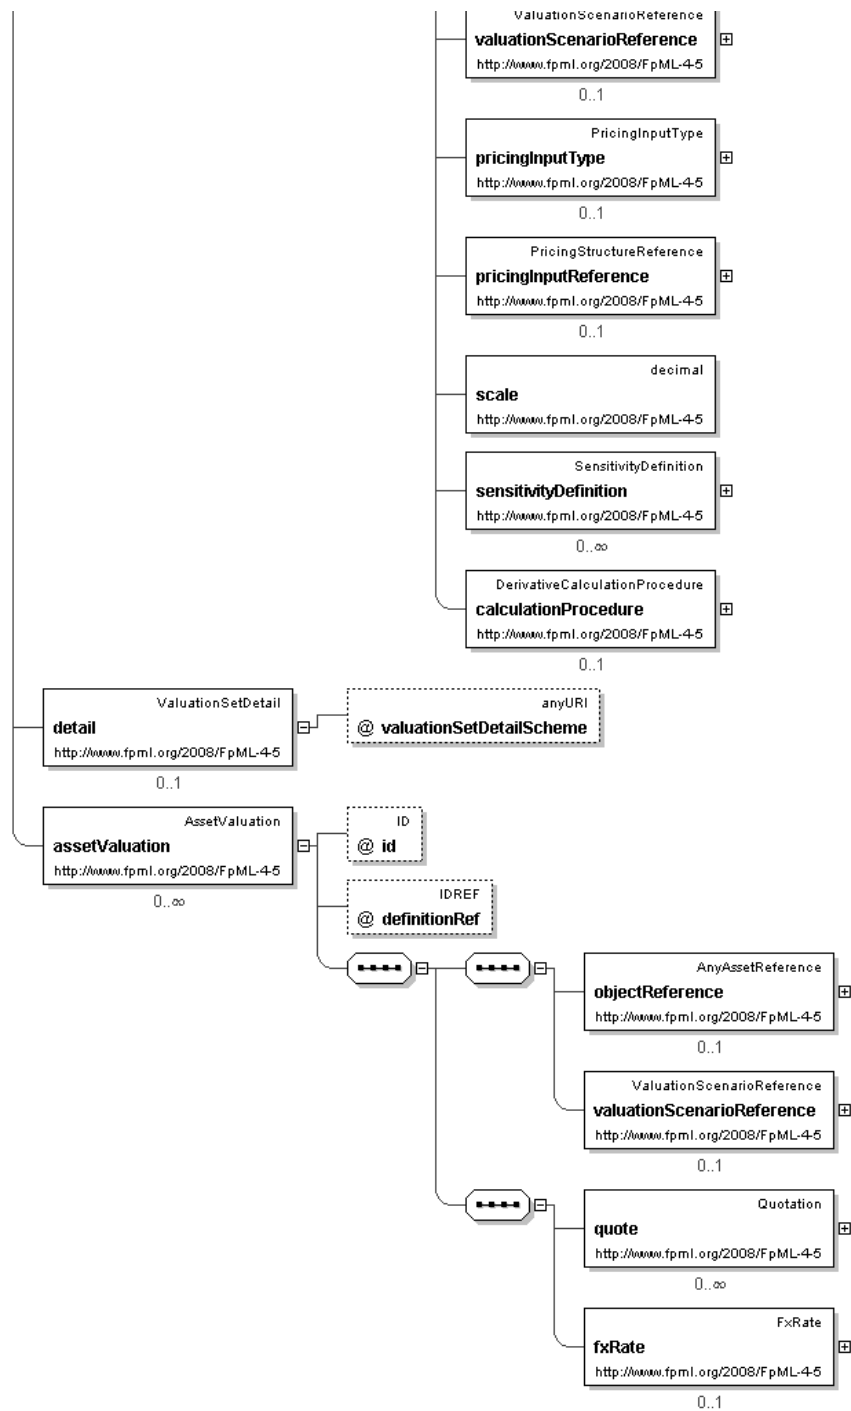 ValuationScenarioReference
valuationScenarioReference
http://www.fpml.org/2008/FpML-4-5
0..1
PricingInputType
pricingInputType
http://www.fpml.org/2008/FpML-4-5
0..1
PricingStructureReference
pricingInputReference
http://www.fpml.org/2008/FpML-4-5
0..1
decimal
scale
http://www.fpml.org/2008/FpML-4-5
SensitivityDefinition
sensitivityDefinition
http://www.fpml.org/2008/FpML-4-5
0..∞
DerivativeCalculationProcedure
calculationProcedure
http://www.fpml.org/2008/FpML-4-5
0..1
ValuationSetDetail
detail
http://www.fpml.org/2008/FpML-4-5
0..1
anyURI
@ valuationSetDetailScheme
AssetValuation
assetValuation
http://www.fpml.org/2008/FpML-4-5
0..∞
ID
@ id
IDREF
@ definitionRef
AnyAssetReference
objectReference
http://www.fpml.org/2008/FpML-4-5
0..1
ValuationScenarioReference
valuationScenarioReference
http://www.fpml.org/2008/FpML-4-5
0..1
Quotation
quote
http://www.fpml.org/2008/FpML-4-5
0..∞
FxRate
fxRate
http://www.fpml.org/2008/FpML-4-5
0..1